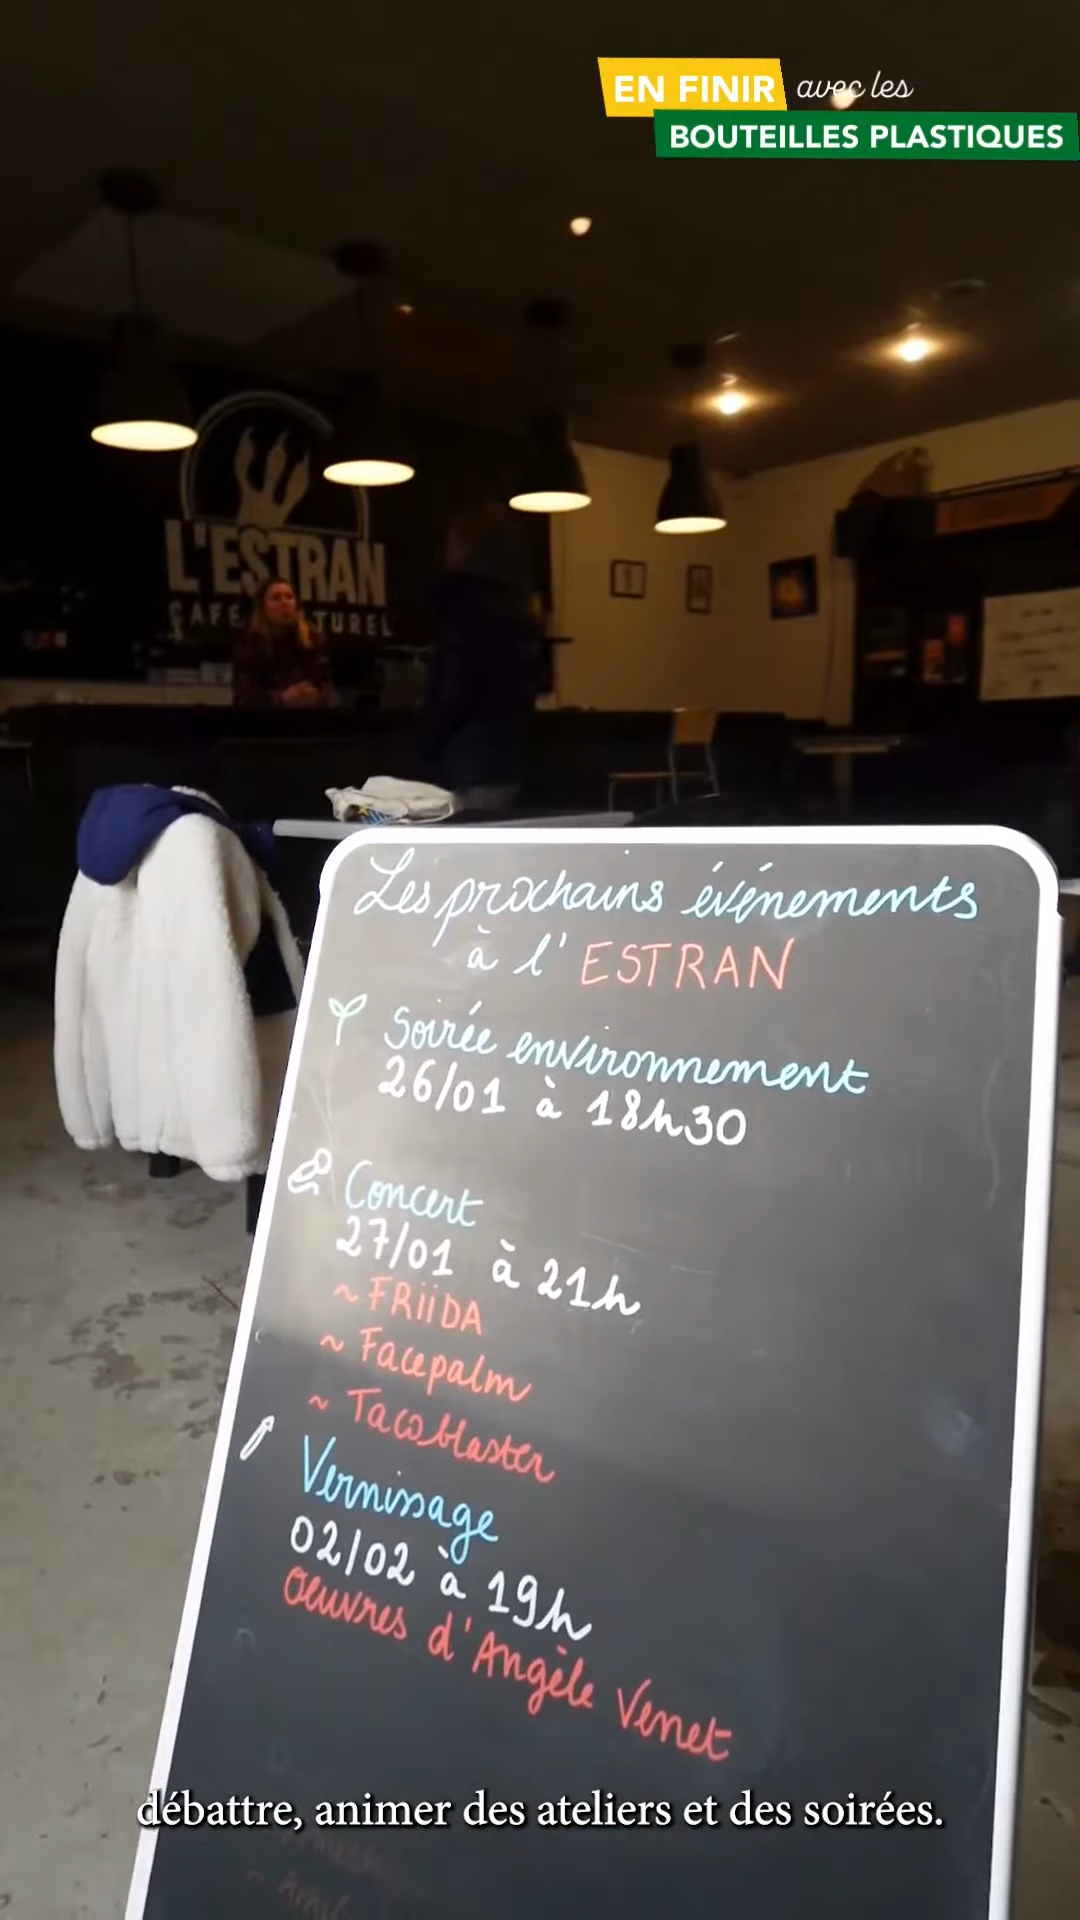 EN FINIR avec les
BOUTEILLES PLASTIQUES
L'ESTRAN
Les prochains événements
à l'ESTRAN
Soirée environnement
26/01 à 18h30
Concert
27/01 à 21h
~ FRiiDA
~ Facepalm
~ Tacoblaster
Vernissage
02/02 à 19h
Oeuvres d'Angèle Venet
débattre, animer des ateliers et des soirées.